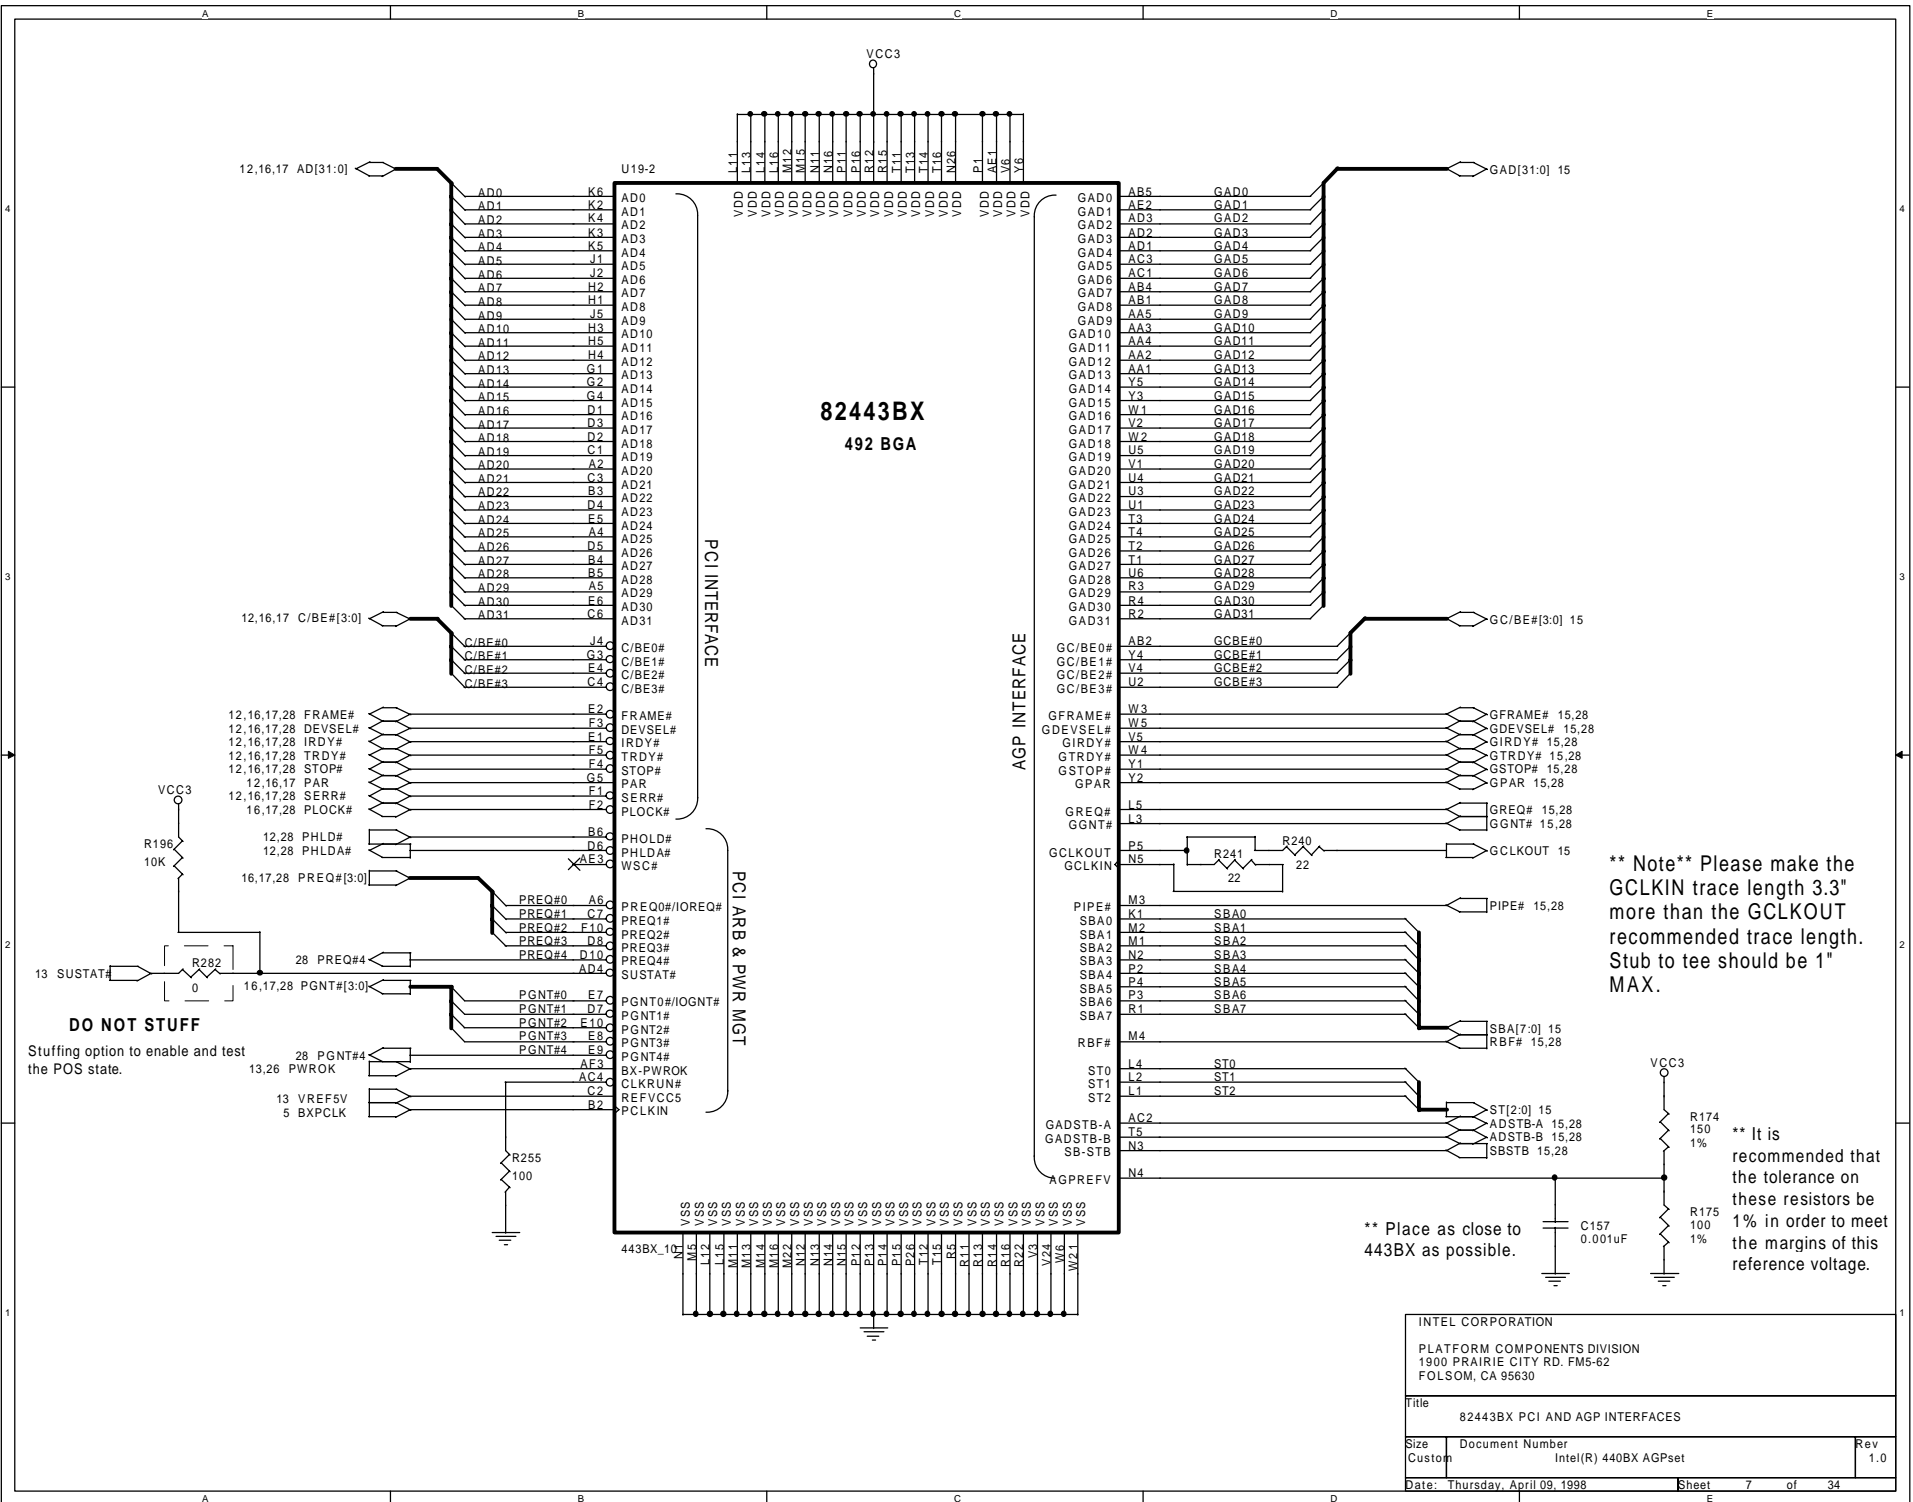 A B C D E
VCC3
12,16,17 AD[31:0]
U19-2
L11 L13 L14 L16 M12 M15 N11 N16 P11 P16 R12 R15 T11 T13 T14 T16 N26 P1 AE1 V6 Y6
GAD[31:0] 15
VDD VDD VDD VDD VDD VDD VDD VDD VDD VDD VDD VDD VDD VDD VDD VDD VDD VDD VDD VDD VDD
4 4
AD0 K6 AD0 GAD0 AB5 GAD0
AD1 K2 AD1 GAD1 AE2 GAD1
AD2 K4 AD2 GAD2 AD3 GAD2
AD3 K3 AD3 GAD3 AD2 GAD3
AD4 K5 AD4 GAD4 AD1 GAD4
AD5 J1 AD5 GAD5 AC3 GAD5
AD6 J2 AD6 GAD6 AC1 GAD6
AD7 H2 AD7 GAD7 AB4 GAD7
AD8 H1 AD8 GAD8 AB1 GAD8
AD9 J5 AD9 GAD9 AA5 GAD9
AD10 H3 AD10 GAD10 AA3 GAD10
AD11 H5 AD11 GAD11 AA4 GAD11
AD12 H4 AD12 GAD12 AA2 GAD12
AD13 G1 AD13 GAD13 AA1 GAD13
AD14 G2 AD14 GAD14 Y5 GAD14
AD15 G4 AD15 GAD15 Y3 GAD15
AD16 D1 AD16 GAD16 W1 GAD16
AD17 D3 AD17 GAD17 V2 GAD17
AD18 D2 AD18 GAD18 W2 GAD18
AD19 C1 AD19 GAD19 U5 GAD19
AD20 A2 AD20 GAD20 V1 GAD20
AD21 C3 AD21 GAD21 U4 GAD21
AD22 B3 AD22 GAD22 U3 GAD22
AD23 D4 AD23 GAD23 U1 GAD23
AD24 E5 AD24 GAD24 T3 GAD24
AD25 A4 AD25 GAD25 T4 GAD25
AD26 D5 AD26 GAD26 T2 GAD26
AD27 B4 AD27 GAD27 T1 GAD27
AD28 B5 AD28 GAD28 U6 GAD28
AD29 A5 AD29 GAD29 R3 GAD29
AD30 E6 AD30 GAD30 R4 GAD30
AD31 C6 AD31 GAD31 R2 GAD31
82443BX
492 BGA
PCI INTERFACE
AGP INTERFACE
3 3
12,16,17 C/BE#[3:0]
GC/BE#[3:0] 15
C/BE#0 J4 C/BE0# GC/BE0# AB2 GCBE#0
C/BE#1 G3 C/BE1# GC/BE1# Y4 GCBE#1
C/BE#2 E4 C/BE2# GC/BE2# V4 GCBE#2
C/BE#3 C4 C/BE3# GC/BE3# U2 GCBE#3
12,16,17,28 FRAME# E2 FRAME# GFRAME# W3 GFRAME# 15,28
12,16,17,28 DEVSEL# F3 DEVSEL# GDEVSEL# W5 GDEVSEL# 15,28
12,16,17,28 IRDY# E1 IRDY# GIRDY# V5 GIRDY# 15,28
12,16,17,28 TRDY# F5 TRDY# GTRDY# W4 GTRDY# 15,28
12,16,17,28 STOP# F4 STOP# GSTOP# Y1 GSTOP# 15,28
12,16,17 PAR G5 PAR GPAR Y2 GPAR 15,28
12,16,17,28 SERR# F1 SERR#
16,17,28 PLOCK# F2 PLOCK#
GREQ# L5 GREQ# 15,28
GGNT# L3 GGNT# 15,28
VCC3
R196
10K
12,28 PHLD# B6 PHOLD#
12,28 PHLDA# D6 PHLDA#
AE3 WSC#
GCLKOUT P5 R241 22 R240 22 GCLKOUT 15
GCLKIN N5
** Note** Please make the
GCLKIN trace length 3.3"
more than the GCLKOUT
recommended trace length.
Stub to tee should be 1"
MAX.
16,17,28 PREQ#[3:0]
PCI ARB & PWR MGT
PREQ#0 A6 PREQ0#/IOREQ#
PREQ#1 C7 PREQ1#
PREQ#2 F10 PREQ2#
PREQ#3 D8 PREQ3#
28 PREQ#4 PREQ#4 D10 PREQ4#
AD4 SUSTAT#
PIPE# M3 PIPE# 15,28
SBA0 K1 SBA0
SBA1 M2 SBA1
SBA2 M1 SBA2
SBA3 N2 SBA3
SBA4 P2 SBA4
SBA5 P4 SBA5
SBA6 P3 SBA6
SBA7 R1 SBA7
2 2
13 SUSTAT#
R282
0
DO NOT STUFF
Stuffing option to enable and test
the POS state.
16,17,28 PGNT#[3:0]
PGNT#0 E7 PGNT0#/IOGNT#
PGNT#1 D7 PGNT1#
PGNT#2 E10 PGNT2#
PGNT#3 E8 PGNT3#
28 PGNT#4 PGNT#4 E9 PGNT4#
13,26 PWROK AF3 BX-PWROK
AC4 CLKRUN#
13 VREF5V C2 REFVCC5
5 BXPCLK B2 PCLKIN
SBA[7:0] 15
RBF# M4 RBF# 15,28
ST0 L4 ST0
ST1 L2 ST1
ST2 L1 ST2
ST[2:0] 15
GADSTB-A AC2 ADSTB-A 15,28
GADSTB-B T5 ADSTB-B 15,28
SB-STB N3 SBSTB 15,28
AGPREFV N4
R255
100
VCC3
R174
150
1%
R175
100
1%
C157
0.001uF
** It is
recommended that
the tolerance on
these resistors be
1% in order to meet
the margins of this
reference voltage.
** Place as close to
443BX as possible.
VSS VSS VSS VSS VSS VSS VSS VSS VSS VSS VSS VSS VSS VSS VSS VSS VSS VSS VSS VSS VSS VSS VSS VSS VSS VSS VSS VSS VSS VSS
443BX_10
N1 M5 L12 L15 M11 M13 M14 M16 M22 N12 N13 N14 N15 P12 P13 P14 P15 P26 T12 T15 R5 R11 R13 R14 R16 R22 V3 V24 W6 W21
1 1
INTEL CORPORATION
PLATFORM COMPONENTS DIVISION
1900 PRAIRIE CITY RD. FM5-62
FOLSOM, CA 95630
Title
82443BX PCI AND AGP INTERFACES
Size Document Number Rev
Custom Intel(R) 440BX AGPset 1.0
Date: Thursday, April 09, 1998 Sheet 7 of 34
A B C D E